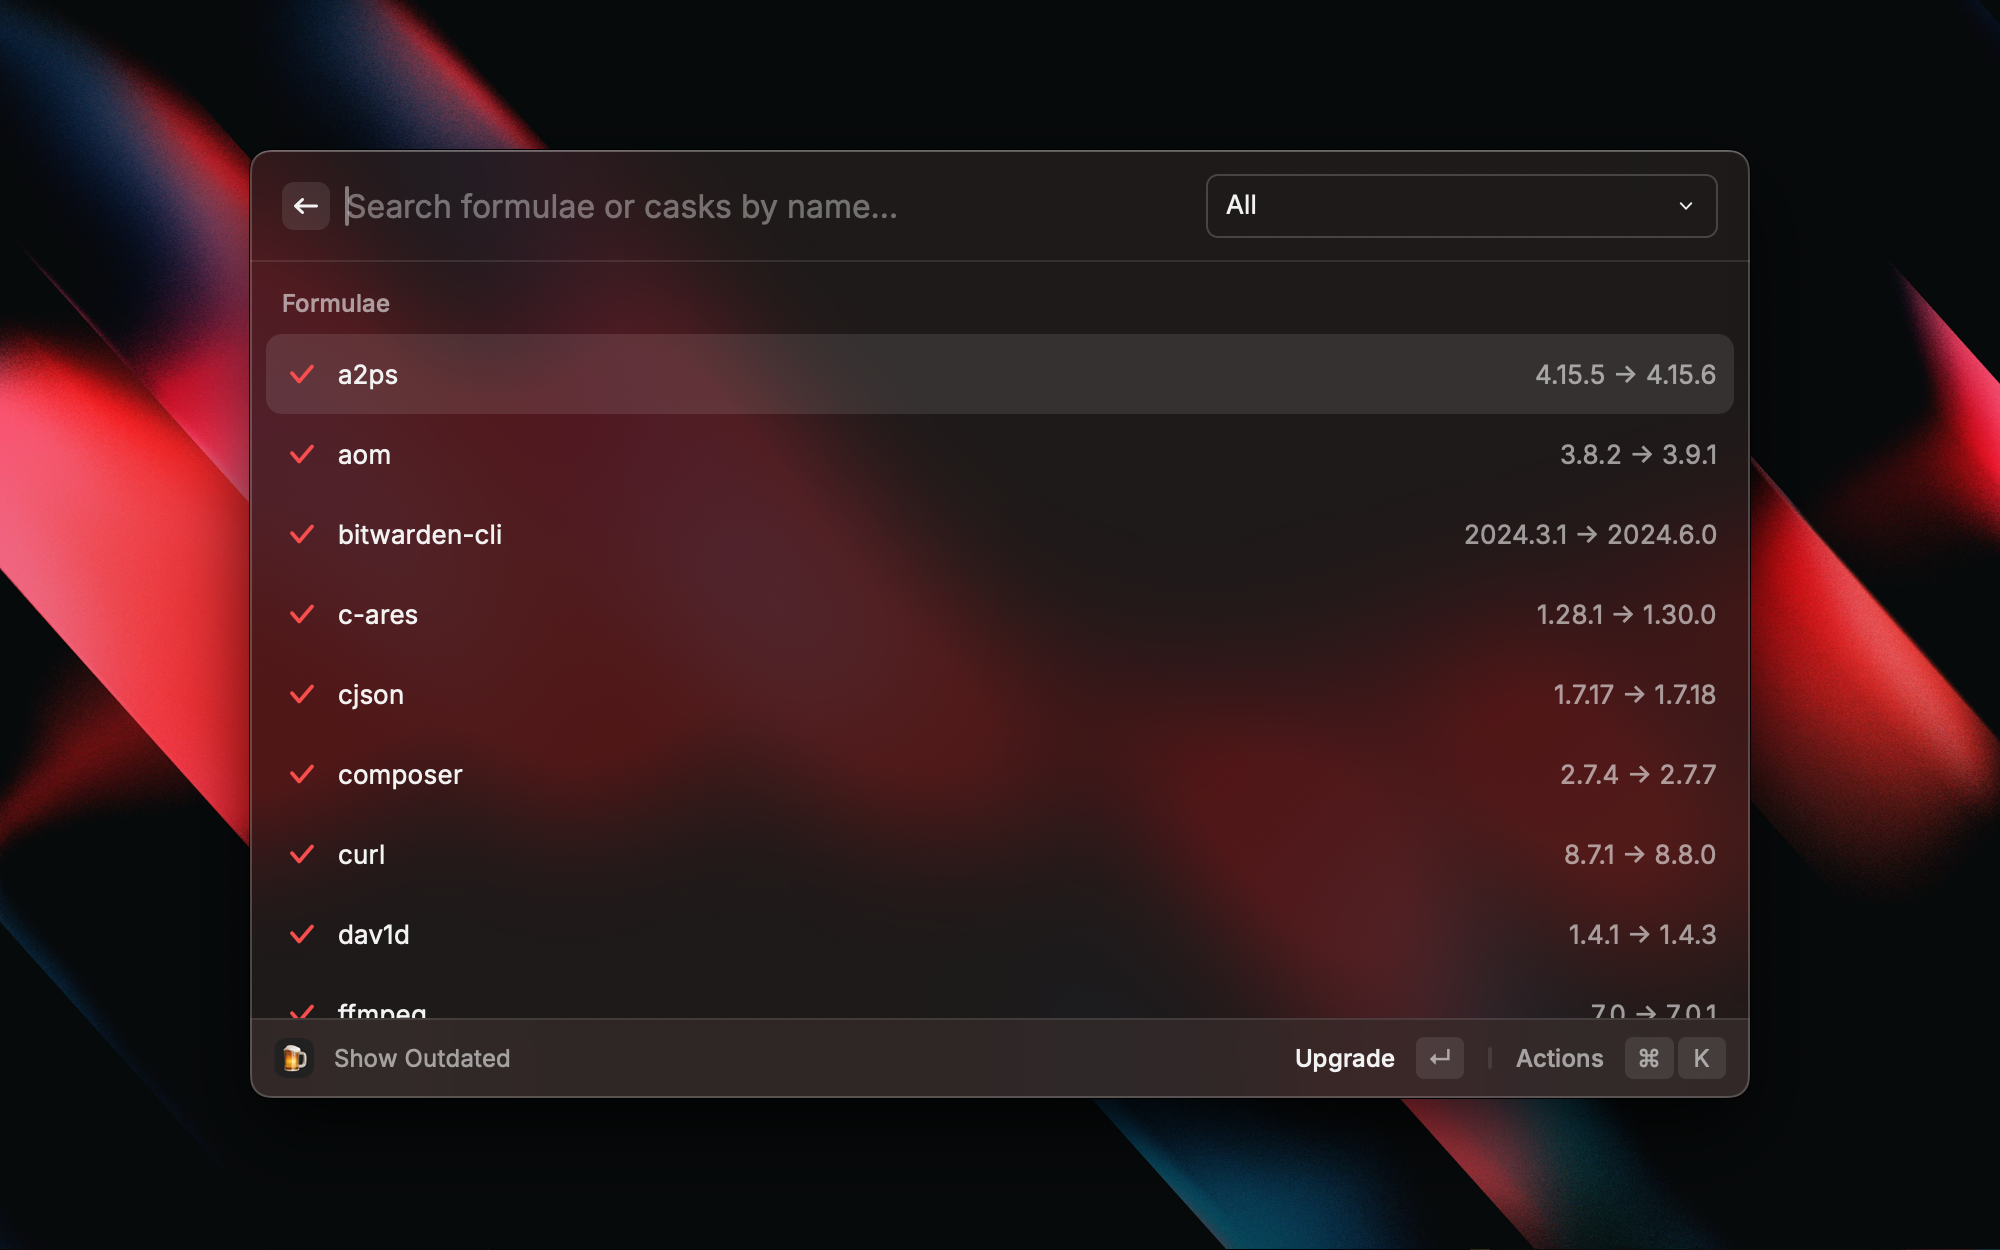 Search formulae or casks by name...
All
Formulae
a2ps 4.15.5 → 4.15.6
aom 3.8.2 → 3.9.1
bitwarden-cli 2024.3.1 → 2024.6.0
c-ares 1.28.1 → 1.30.0
cjson 1.7.17 → 1.7.18
composer 2.7.4 → 2.7.7
curl 8.7.1 → 8.8.0
dav1d 1.4.1 → 1.4.3
ffmpeg 7.0 → 7.0.1
Show Outdated Upgrade ↵ Actions ⌘ K